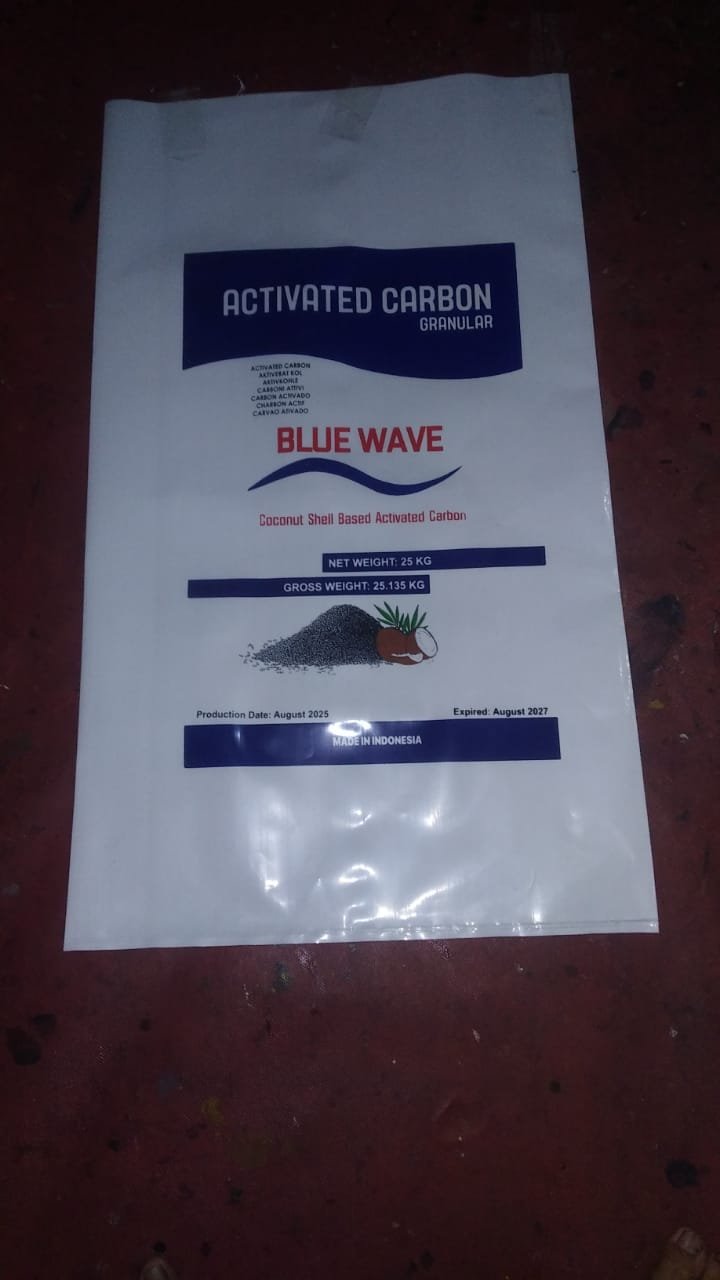 ACTIVATED CARBON
GRANULAR
ACTIVATED CARBON
AKTIVERAT KOL
AKTIVKOHLE
CARBONI ATTIVI
CARBON ACTIVADO
CHARBON ACTIF
CARVAO ATIVADO
BLUE WAVE
Coconut Shell Based Activated Carbon
NET WEIGHT: 25 KG
GROSS WEIGHT: 25.135 KG
Production Date: August 2025
Expired: August 2027
MADE IN INDONESIA